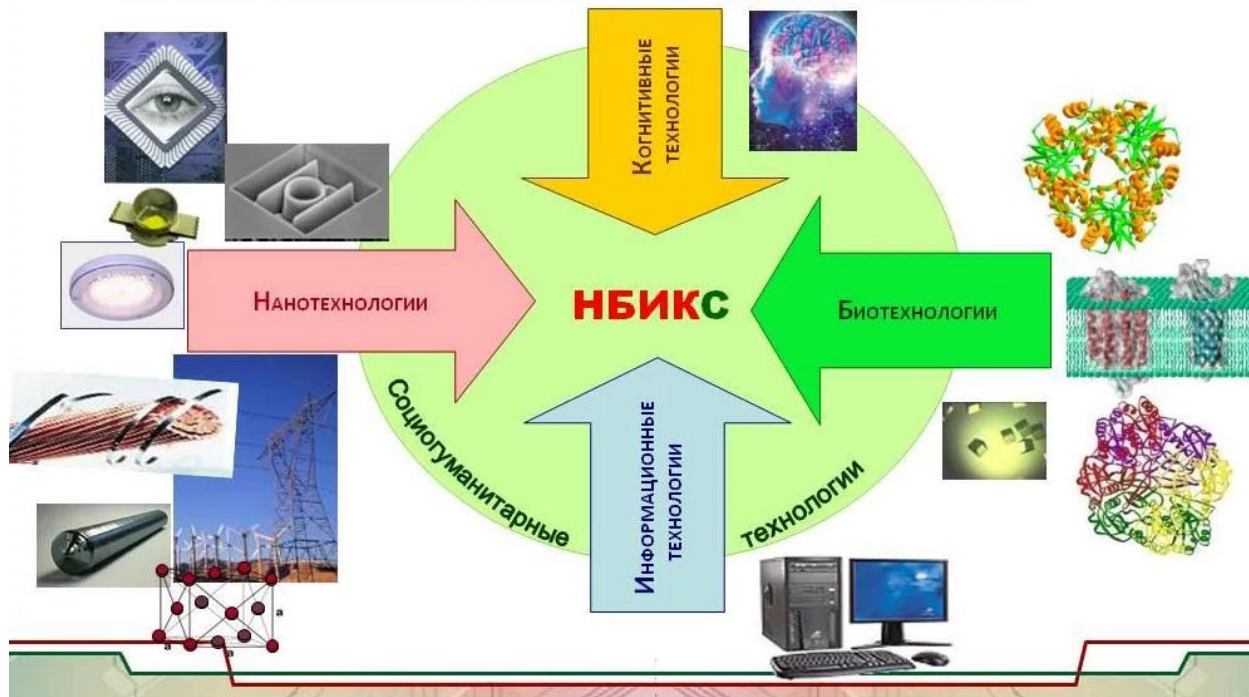 Когнитивные
технологии
Нанотехнологии
НБИКС
Биотехнологии
Социогуманитарные
технологии
Информационные
технологии
a
a
a